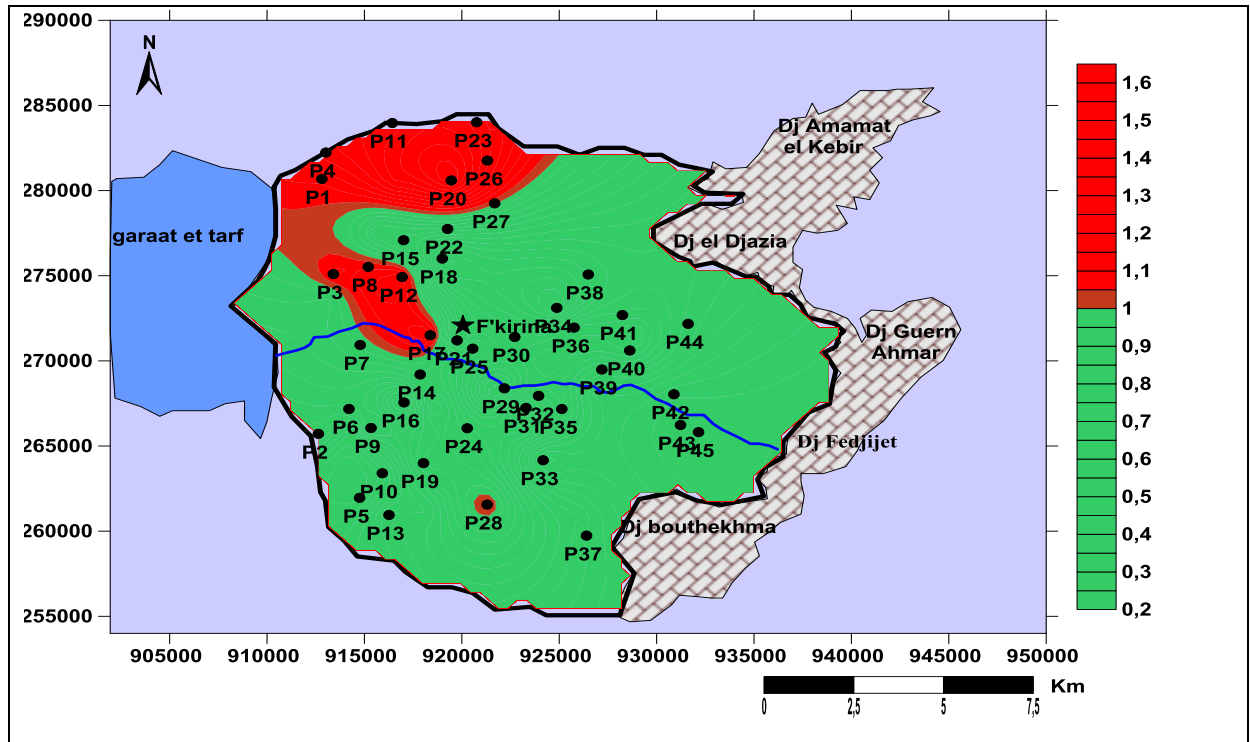 290000
285000
280000
275000
270000
265000
260000
255000
905000 910000 915000 920000 925000 930000 935000 940000 945000 950000
N
garaat et tarf
Dj Amamat
el Kebir
Dj el Djazia
Dj Guern
Ahmar
Dj Fedjijet
Dj bouthekhma
F'kirina
P11
P23
P4
P1
P26
P20
P27
P22
P15
P18
P3
P8
P12
P38
P34
P36
P41
P44
P17
P21
P25
P30
P7
P40
P39
P14
P29
P32
P31
P35
P42
P16
P6
P9
P2
P24
P43
P45
P19
P33
P10
P5
P13
P28
P37
1,6
1,5
1,4
1,3
1,2
1,1
1
0,9
0,8
0,7
0,6
0,5
0,4
0,3
0,2
Km
0 2,5 5 7,5